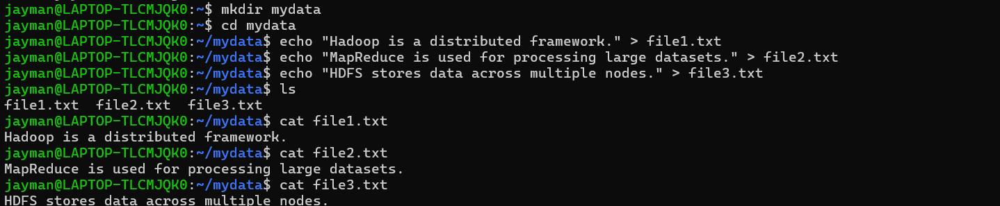 jayman@LAPTOP-TLCMJQK0:~$ mkdir mydata
jayman@LAPTOP-TLCMJQK0:~$ cd mydata
jayman@LAPTOP-TLCMJQK0:~/mydata$ echo "Hadoop is a distributed framework." > file1.txt
jayman@LAPTOP-TLCMJQK0:~/mydata$ echo "MapReduce is used for processing large datasets." > file2.txt
jayman@LAPTOP-TLCMJQK0:~/mydata$ echo "HDFS stores data across multiple nodes." > file3.txt
jayman@LAPTOP-TLCMJQK0:~/mydata$ ls
file1.txt  file2.txt  file3.txt
jayman@LAPTOP-TLCMJQK0:~/mydata$ cat file1.txt
Hadoop is a distributed framework.
jayman@LAPTOP-TLCMJQK0:~/mydata$ cat file2.txt
MapReduce is used for processing large datasets.
jayman@LAPTOP-TLCMJQK0:~/mydata$ cat file3.txt
HDFS stores data across multiple nodes.